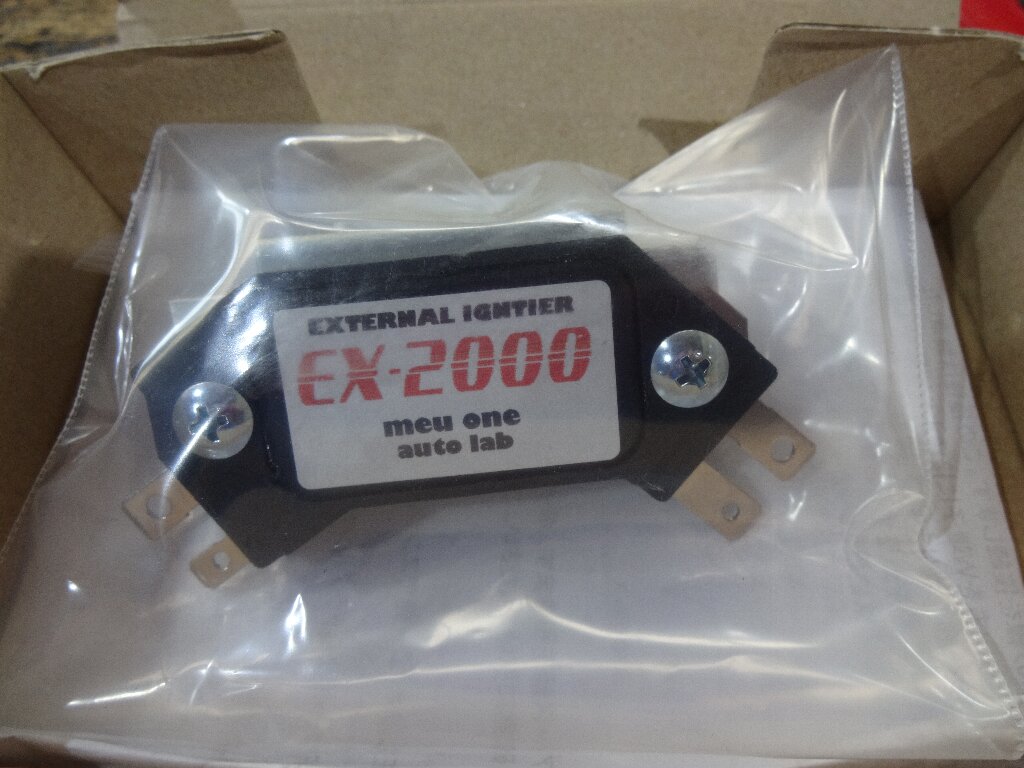 EXTERNAL IGNTIER
EX-2000
meu one
auto lab